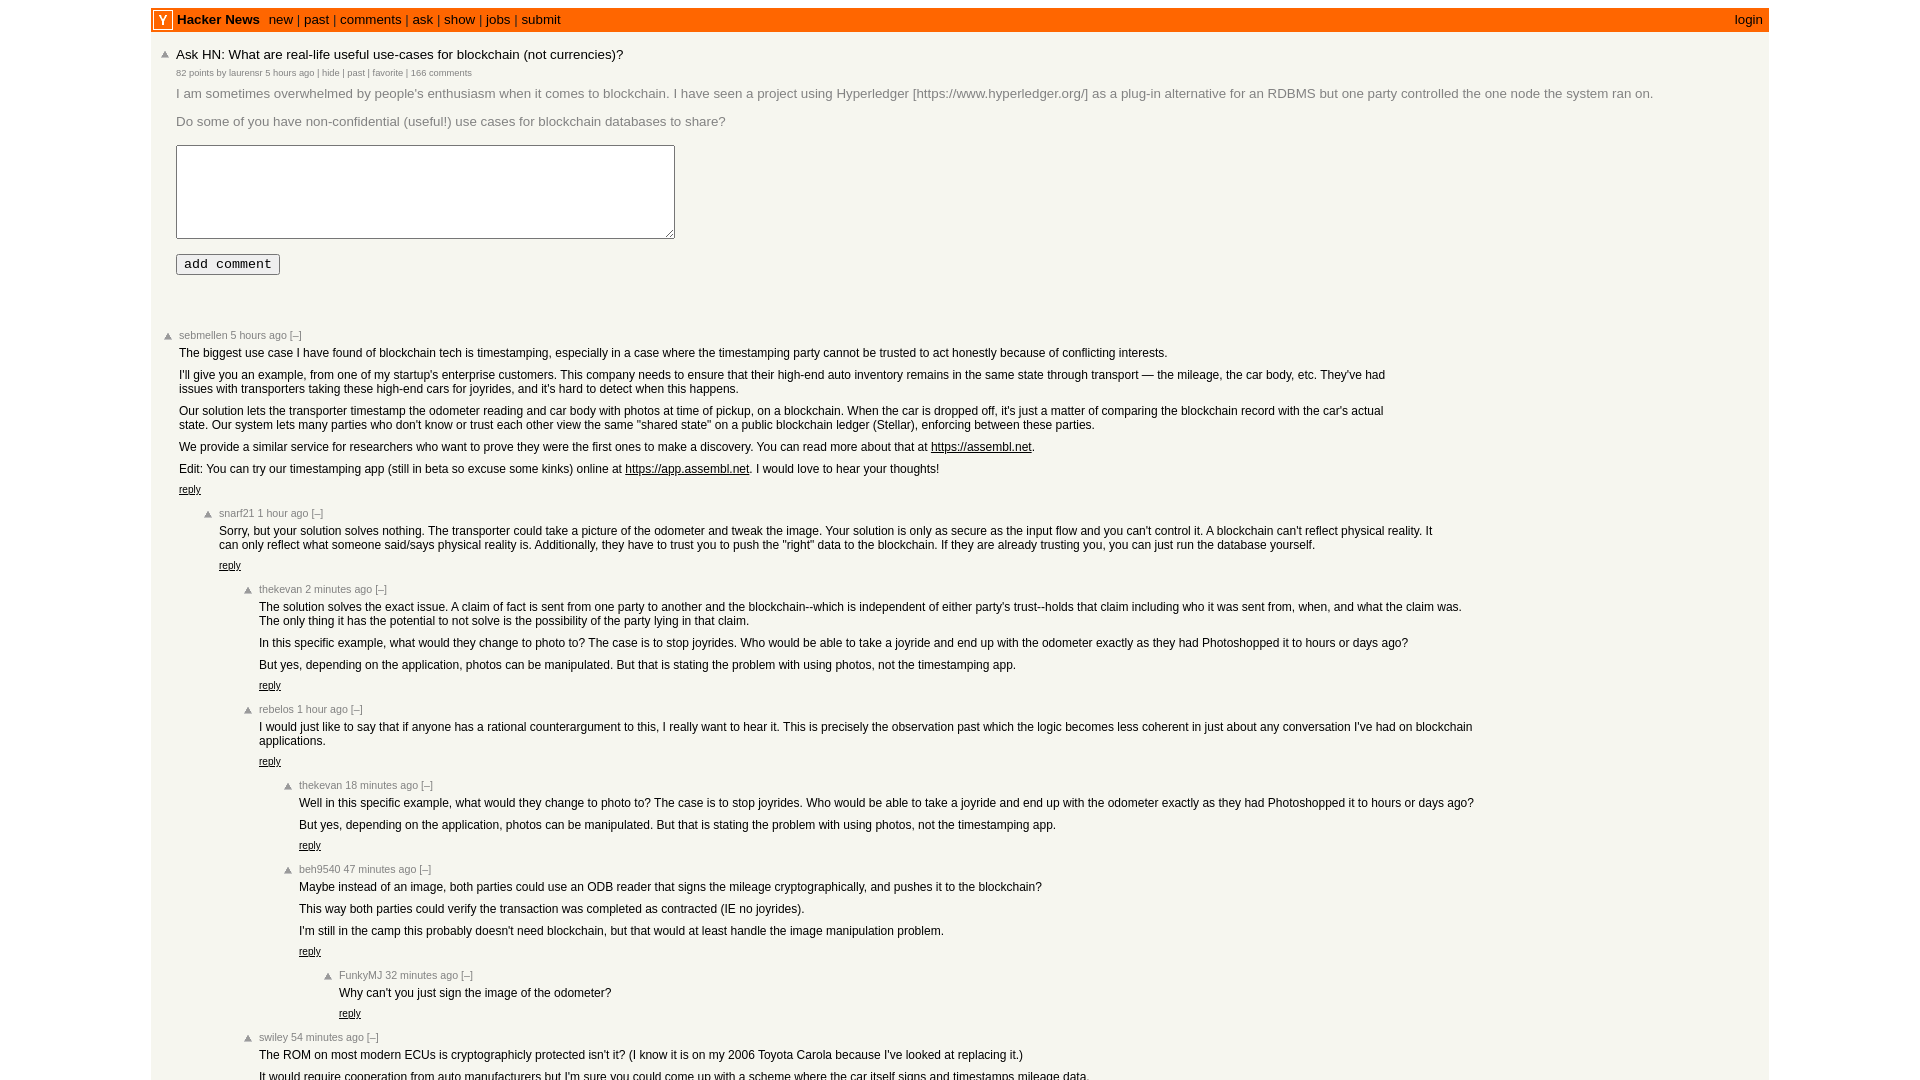 Y Hacker News new | past | comments | ask | show | jobs | submit login
Ask HN: What are real-life useful use-cases for blockchain (not currencies)?
82 points by laurensr 5 hours ago | hide | past | favorite | 166 comments
I am sometimes overwhelmed by people's enthusiasm when it comes to blockchain. I have seen a project using Hyperledger [https://www.hyperledger.org/] as a plug-in alternative for an RDBMS but one party controlled the one node the system ran on.
Do some of you have non-confidential (useful!) use cases for blockchain databases to share?
add comment
sebmellen 5 hours ago [–]
The biggest use case I have found of blockchain tech is timestamping, especially in a case where the timestamping party cannot be trusted to act honestly because of conflicting interests.
I'll give you an example, from one of my startup's enterprise customers. This company needs to ensure that their high-end auto inventory remains in the same state through transport — the mileage, the car body, etc. They've had
issues with transporters taking these high-end cars for joyrides, and it's hard to detect when this happens.
Our solution lets the transporter timestamp the odometer reading and car body with photos at time of pickup, on a blockchain. When the car is dropped off, it's just a matter of comparing the blockchain record with the car's actual
state. Our system lets many parties who don't know or trust each other view the same "shared state" on a public blockchain ledger (Stellar), enforcing between these parties.
We provide a similar service for researchers who want to prove they were the first ones to make a discovery. You can read more about that at https://assembl.net.
Edit: You can try our timestamping app (still in beta so excuse some kinks) online at https://app.assembl.net. I would love to hear your thoughts!
reply
snarf21 1 hour ago [–]
Sorry, but your solution solves nothing. The transporter could take a picture of the odometer and tweak the image. Your solution is only as secure as the input flow and you can't control it. A blockchain can't reflect physical reality. It
can only reflect what someone said/says physical reality is. Additionally, they have to trust you to push the "right" data to the blockchain. If they are already trusting you, you can just run the database yourself.
reply
thekevan 2 minutes ago [–]
The solution solves the exact issue. A claim of fact is sent from one party to another and the blockchain--which is independent of either party's trust--holds that claim including who it was sent from, when, and what the claim was.
The only thing it has the potential to not solve is the possibility of the party lying in that claim.
In this specific example, what would they change to photo to? The case is to stop joyrides. Who would be able to take a joyride and end up with the odometer exactly as they had Photoshopped it to hours or days ago?
But yes, depending on the application, photos can be manipulated. But that is stating the problem with using photos, not the timestamping app.
reply
rebelos 1 hour ago [–]
I would just like to say that if anyone has a rational counterargument to this, I really want to hear it. This is precisely the observation past which the logic becomes less coherent in just about any conversation I've had on blockchain
applications.
reply
thekevan 18 minutes ago [–]
Well in this specific example, what would they change to photo to? The case is to stop joyrides. Who would be able to take a joyride and end up with the odometer exactly as they had Photoshopped it to hours or days ago?
But yes, depending on the application, photos can be manipulated. But that is stating the problem with using photos, not the timestamping app.
reply
beh9540 47 minutes ago [–]
Maybe instead of an image, both parties could use an ODB reader that signs the mileage cryptographically, and pushes it to the blockchain?
This way both parties could verify the transaction was completed as contracted (IE no joyrides).
I'm still in the camp this probably doesn't need blockchain, but that would at least handle the image manipulation problem.
reply
FunkyMJ 32 minutes ago [–]
Why can't you just sign the image of the odometer?
reply
swiley 54 minutes ago [–]
The ROM on most modern ECUs is cryptographicly protected isn't it? (I know it is on my 2006 Toyota Carola because I've looked at replacing it.)
It would require cooperation from auto manufacturers but I'm sure you could come up with a scheme where the car itself signs and timestamps mileage data.